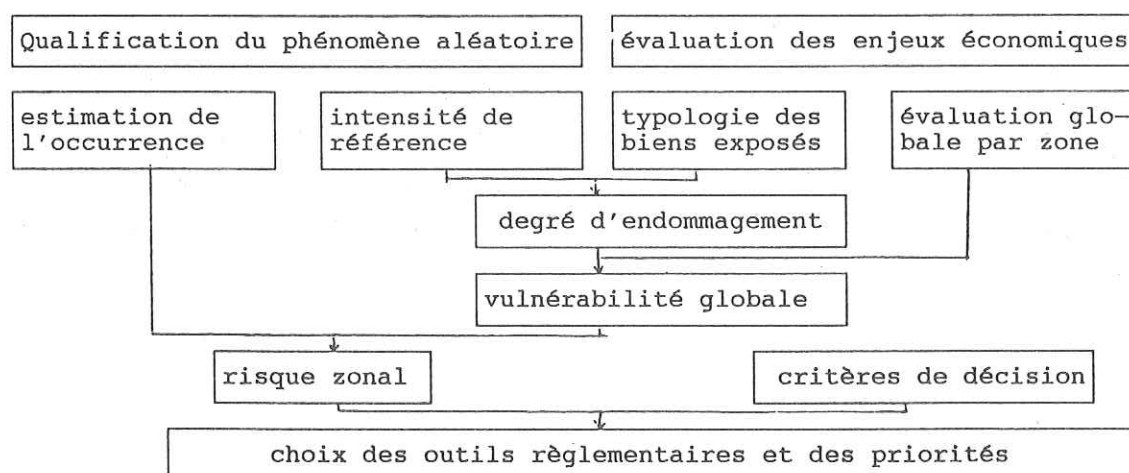 Qualification du phénomène aléatoire
évaluation des enjeux économiques
estimation de
l'occurrence
intensité de
référence
typologie des
biens exposés
évaluation glo-
bale par zone
degré d'endommagement
vulnérabilité globale
risque zonal
critères de décision
choix des outils règlementaires et des priorités